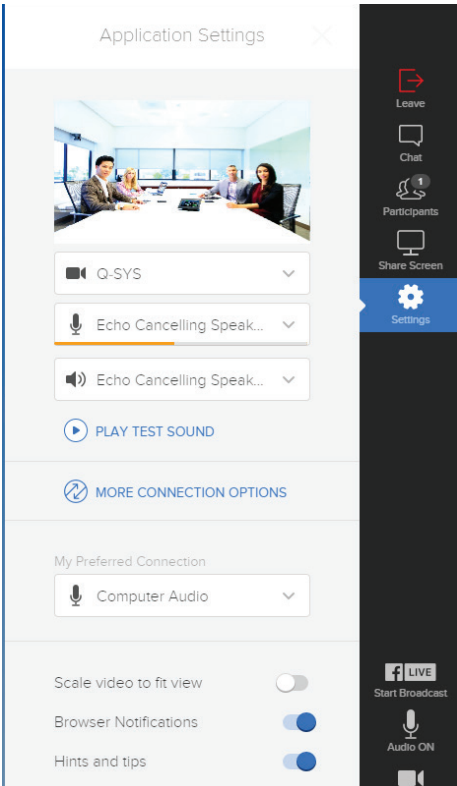 Application Settings
Q-SYS
Echo Cancelling Speak...
Echo Cancelling Speak...
PLAY TEST SOUND
MORE CONNECTION OPTIONS
My Preferred Connection
Computer Audio
Scale video to fit view
Browser Notifications
Hints and tips
Leave
Chat
1
Participants
Share Screen
Settings
f LIVE
Start Broadcast
Audio ON